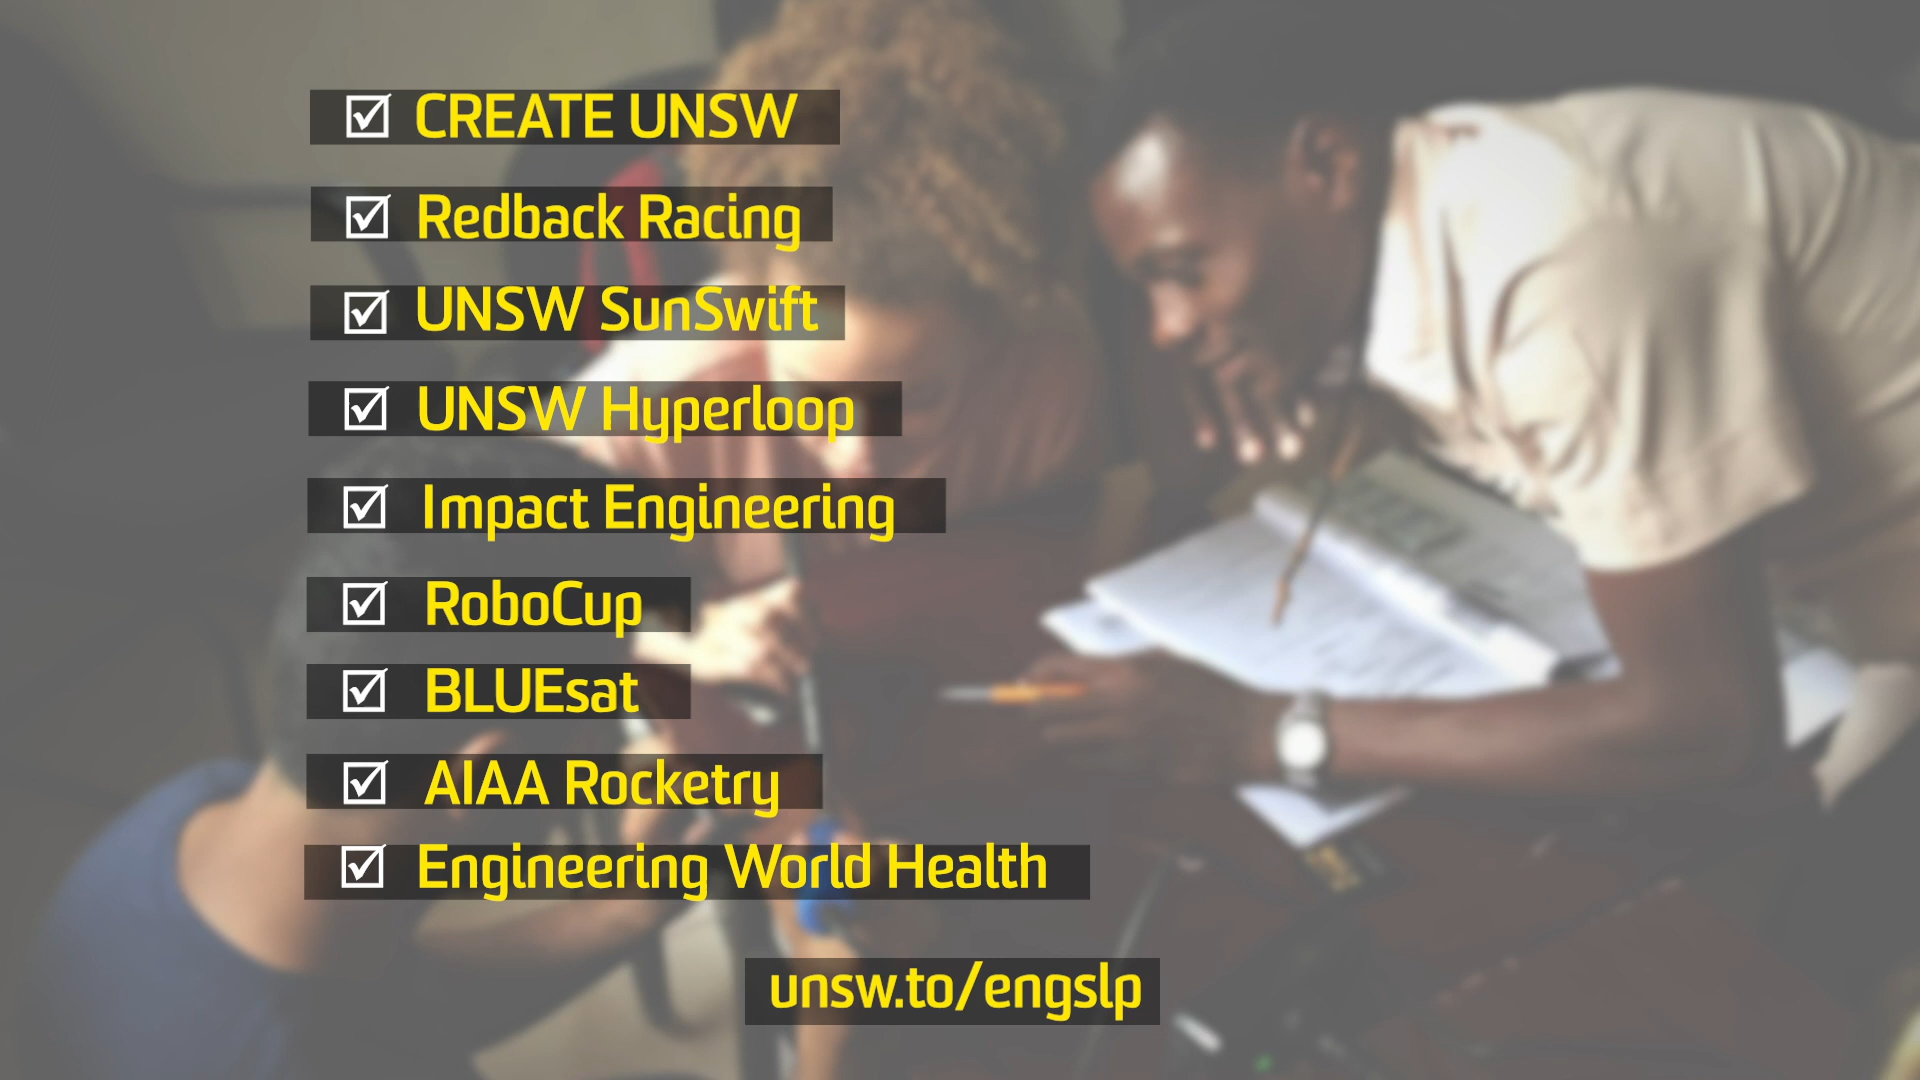 CREATE UNSW
Redback Racing
UNSW SunSwift
UNSW Hyperloop
Impact Engineering
RoboCup
BLUEsat
AIAA Rocketry
Engineering World Health
unsw.to/engslp